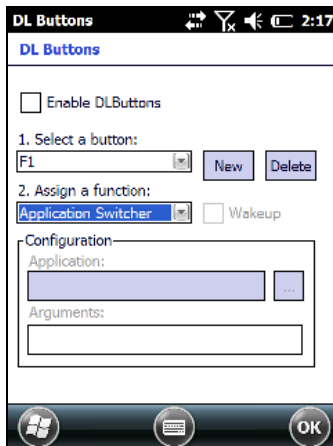 DL Buttons 2:17
DL Buttons
Enable DLButtons
1. Select a button:
F1 New Delete
2. Assign a function:
Application Switcher Wakeup
Configuration
Application:
...
Arguments:
OK